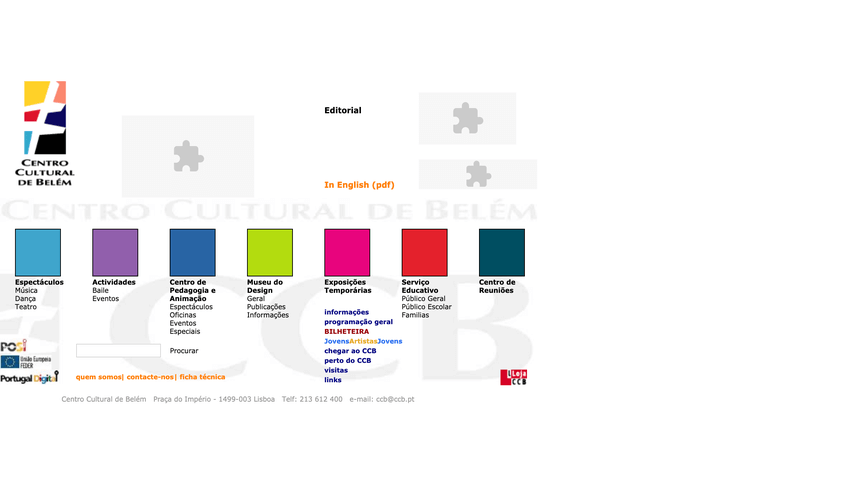 CENTRO
CULTURAL
DE BELÉM
Editorial
In English (pdf)
CENTRO CULTURAL DE BELÉM
Espectáculos
Música
Dança
Teatro
Actividades
Baile
Eventos
Centro de
Pedagogia e
Animação
Espectáculos
Oficinas
Eventos
Especiais
Museu do
Design
Geral
Publicações
Informações
Exposições
Temporárias
Serviço
Educativo
Público Geral
Público Escolar
Famílias
Centro de
Reuniões
informações
programação geral
BILHETEIRA
JovensArtistasJovens
chegar ao CCB
perto do CCB
visitas
links
CCB
POSI
União Europeia
FEDER
Portugal Digital
Procurar
quem somos| contacte-nos| ficha técnica
LLoja
CCB
Centro Cultural de Belém Praça do Império - 1499-003 Lisboa Telf: 213 612 400 e-mail: ccb@ccb.pt